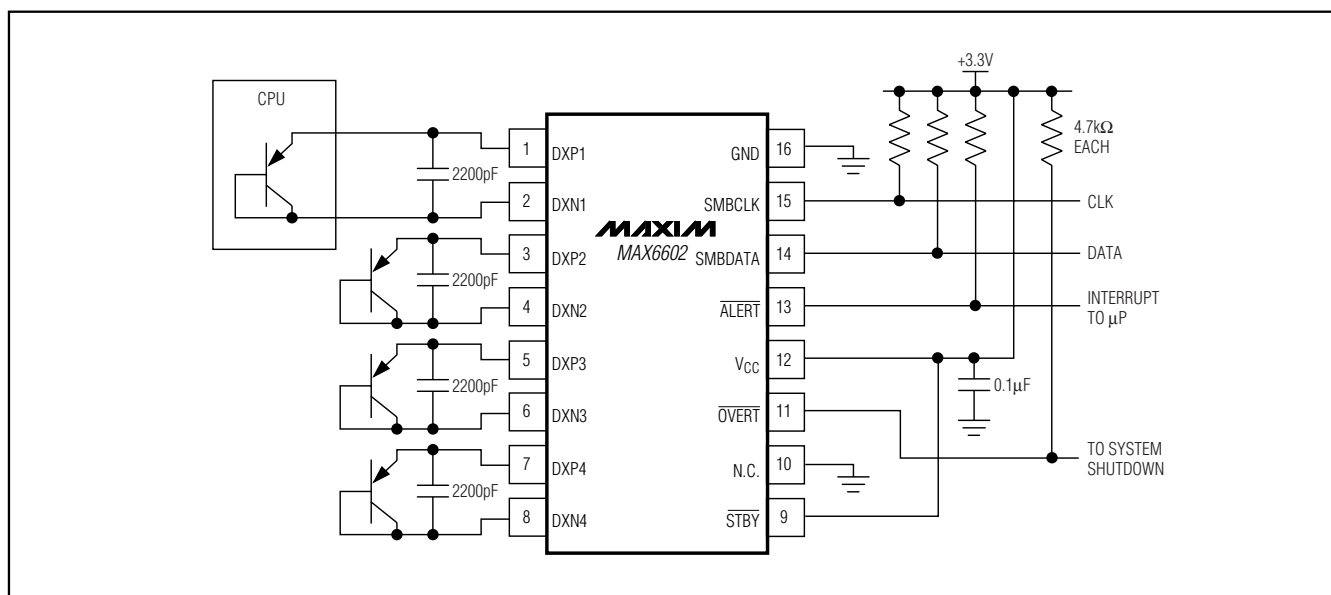 +3.3V
CPU
4.7kΩ
EACH
1 DXP1
GND 16
2200pF
2 DXN1
SMBCLK 15
CLK
MAXIM
MAX6602
3 DXP2
SMBDATA 14
DATA
2200pF
4 DXN2
ALERT 13
INTERRUPT
TO µP
5 DXP3
VCC 12
2200pF
0.1µF
6 DXN3
OVERT 11
7 DXP4
N.C. 10
TO SYSTEM
SHUTDOWN
2200pF
8 DXN4
STBY 9